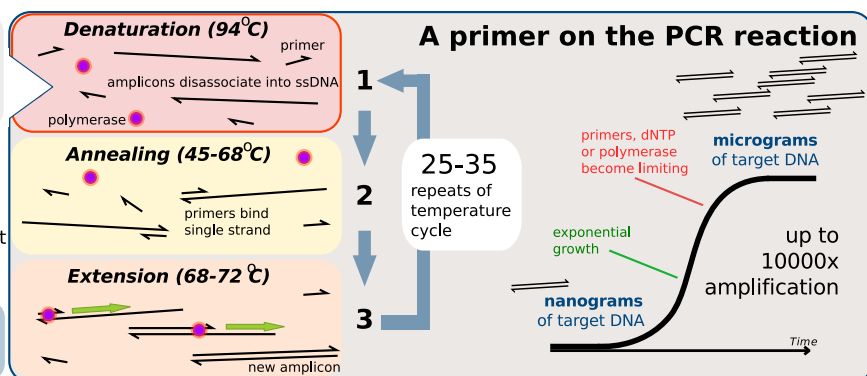 A primer on the PCR reaction
Denaturation (94°C)
primer
amplicons disassociate into ssDNA
polymerase
1
Annealing (45-68°C)
primers bind
single strand
2
Extension (68-72°C)
new amplicon
3
25-35
repeats of
temperature
cycle
primers, dNTP
or polymerase
become limiting
micrograms
of target DNA
exponential
growth
up to
10000x
amplification
nanograms
of target DNA
Time
t